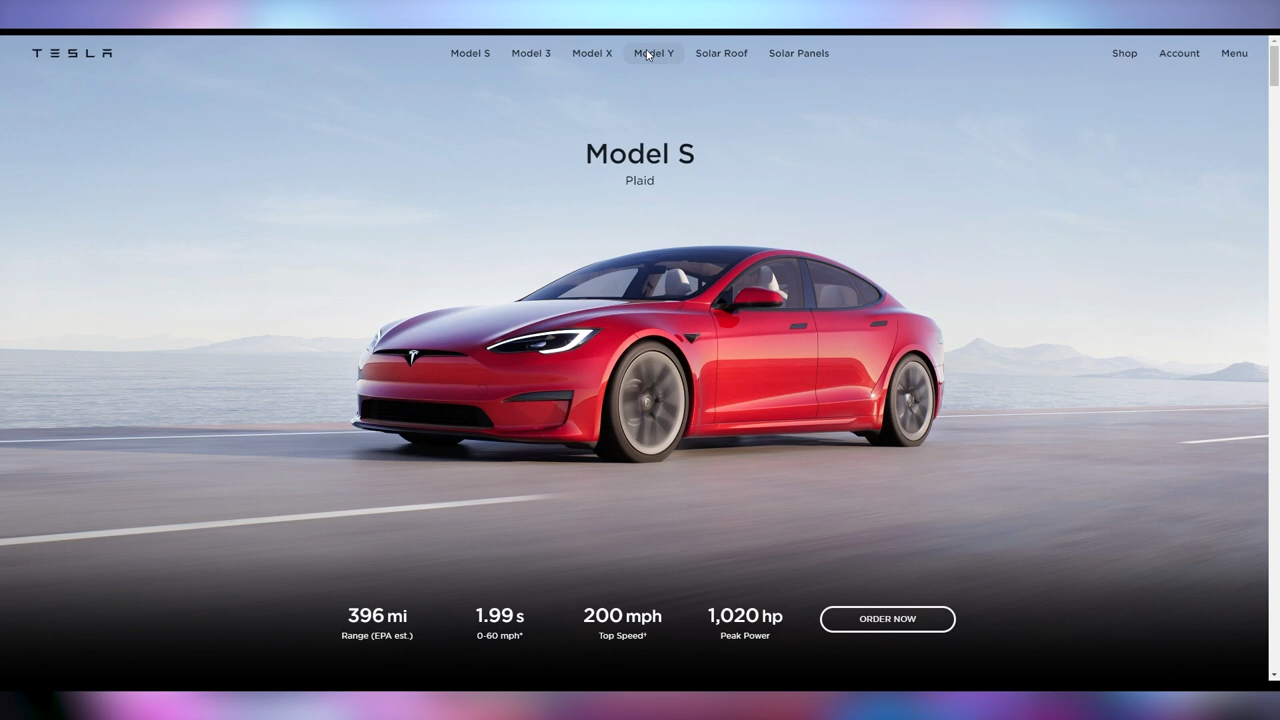 TESLA
Model S Model 3 Model X Model Y Solar Roof Solar Panels
Shop Account Menu
Model S
Plaid
396 mi
Range (EPA est.)
1.99 s
0-60 mph*
200 mph
Top Speed†
1,020 hp
Peak Power
ORDER NOW